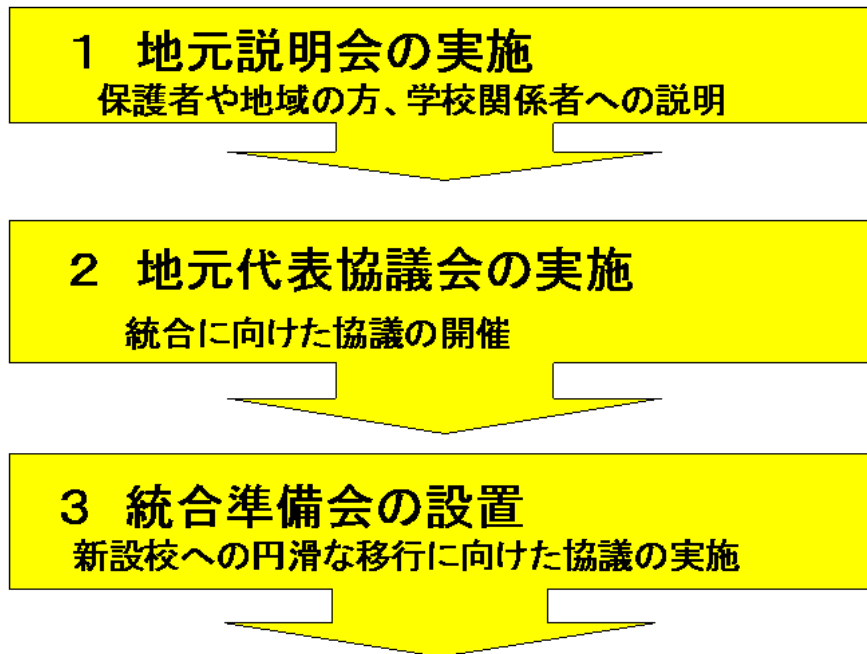 1　地元説明会の実施
保護者や地域の方、学校関係者への説明
2　地元代表協議会の実施
統合に向けた協議の開催
3　統合準備会の設置
新設校への円滑な移行に向けた協議の実施